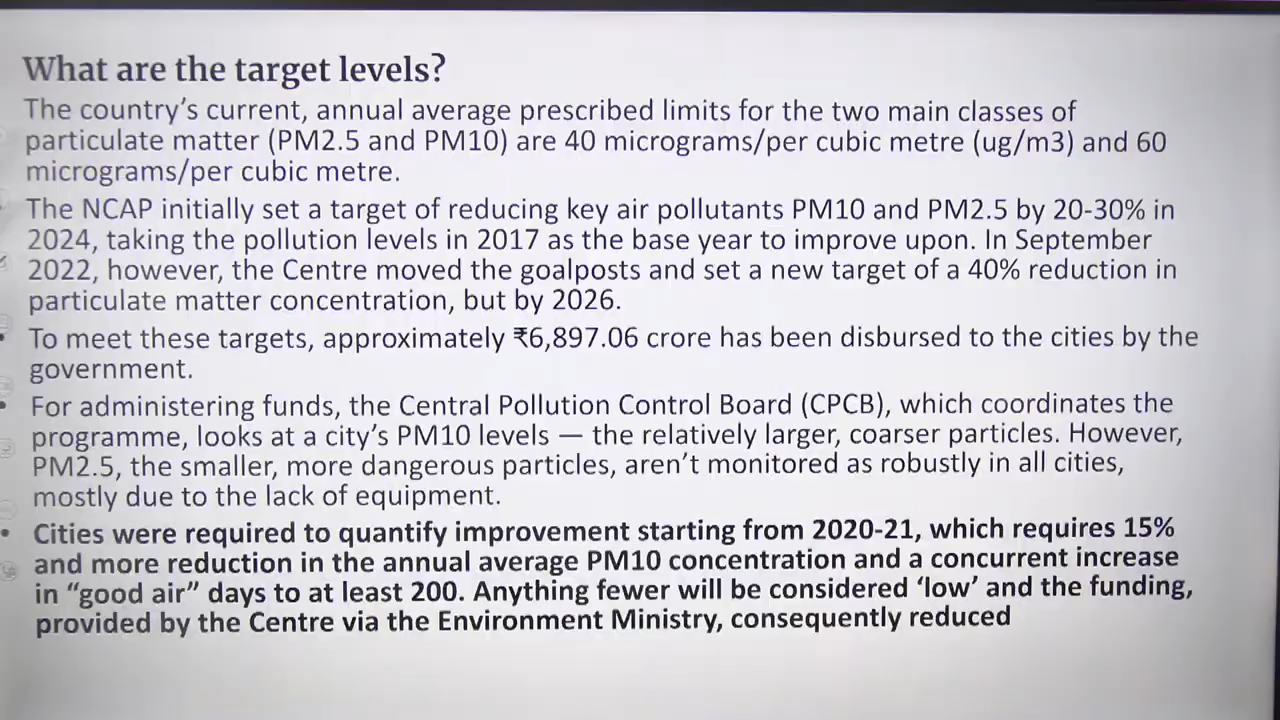 What are the target levels?
The country's current, annual average prescribed limits for the two main classes of
particulate matter (PM2.5 and PM10) are 40 micrograms/per cubic metre (ug/m3) and 60
micrograms/per cubic metre.
The NCAP initially set a target of reducing key air pollutants PM10 and PM2.5 by 20-30% in
2024, taking the pollution levels in 2017 as the base year to improve upon. In September
2022, however, the Centre moved the goalposts and set a new target of a 40% reduction in
particulate matter concentration, but by 2026.
• To meet these targets, approximately ₹6,897.06 crore has been disbursed to the cities by the
government.
• For administering funds, the Central Pollution Control Board (CPCB), which coordinates the
programme, looks at a city's PM10 levels — the relatively larger, coarser particles. However,
PM2.5, the smaller, more dangerous particles, aren't monitored as robustly in all cities,
mostly due to the lack of equipment.
• Cities were required to quantify improvement starting from 2020-21, which requires 15%
and more reduction in the annual average PM10 concentration and a concurrent increase
in “good air” days to at least 200. Anything fewer will be considered ‘low’ and the funding,
provided by the Centre via the Environment Ministry, consequently reduced